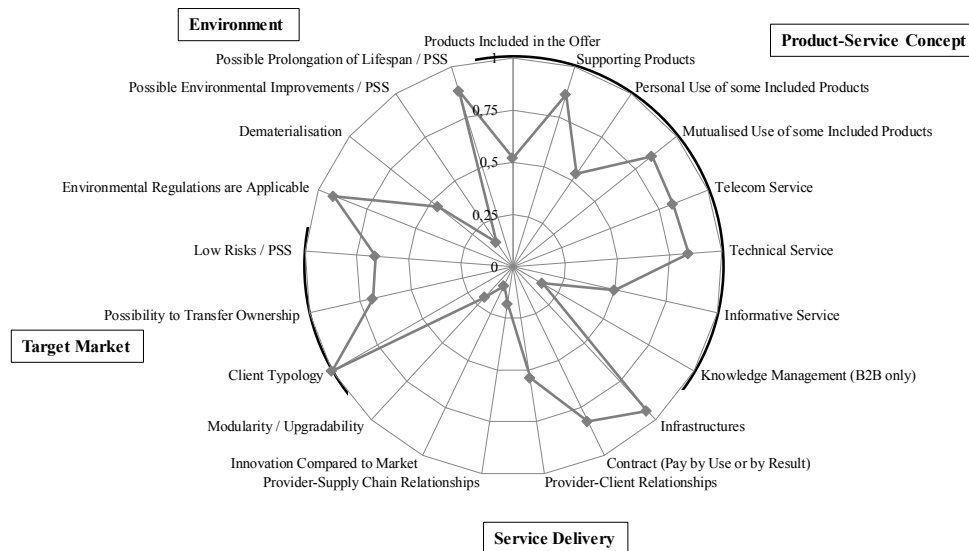 Environment
Products Included in the Offer
Product-Service Concept
Possible Prolongation of Lifespan / PSS
1
Supporting Products
Possible Environmental Improvements / PSS
Personal Use of some Included Products
0,75
Dematerialisation
Mutualised Use of some Included Products
0,5
Environmental Regulations are Applicable
Telecom Service
0,25
Low Risks / PSS
Technical Service
0
Possibility to Transfer Ownership
Informative Service
Target Market
Client Typology
Knowledge Management (B2B only)
Modularity / Upgradability
Infrastructures
Innovation Compared to Market
Contract (Pay by Use or by Result)
Provider-Supply Chain Relationships
Provider-Client Relationships
Service Delivery